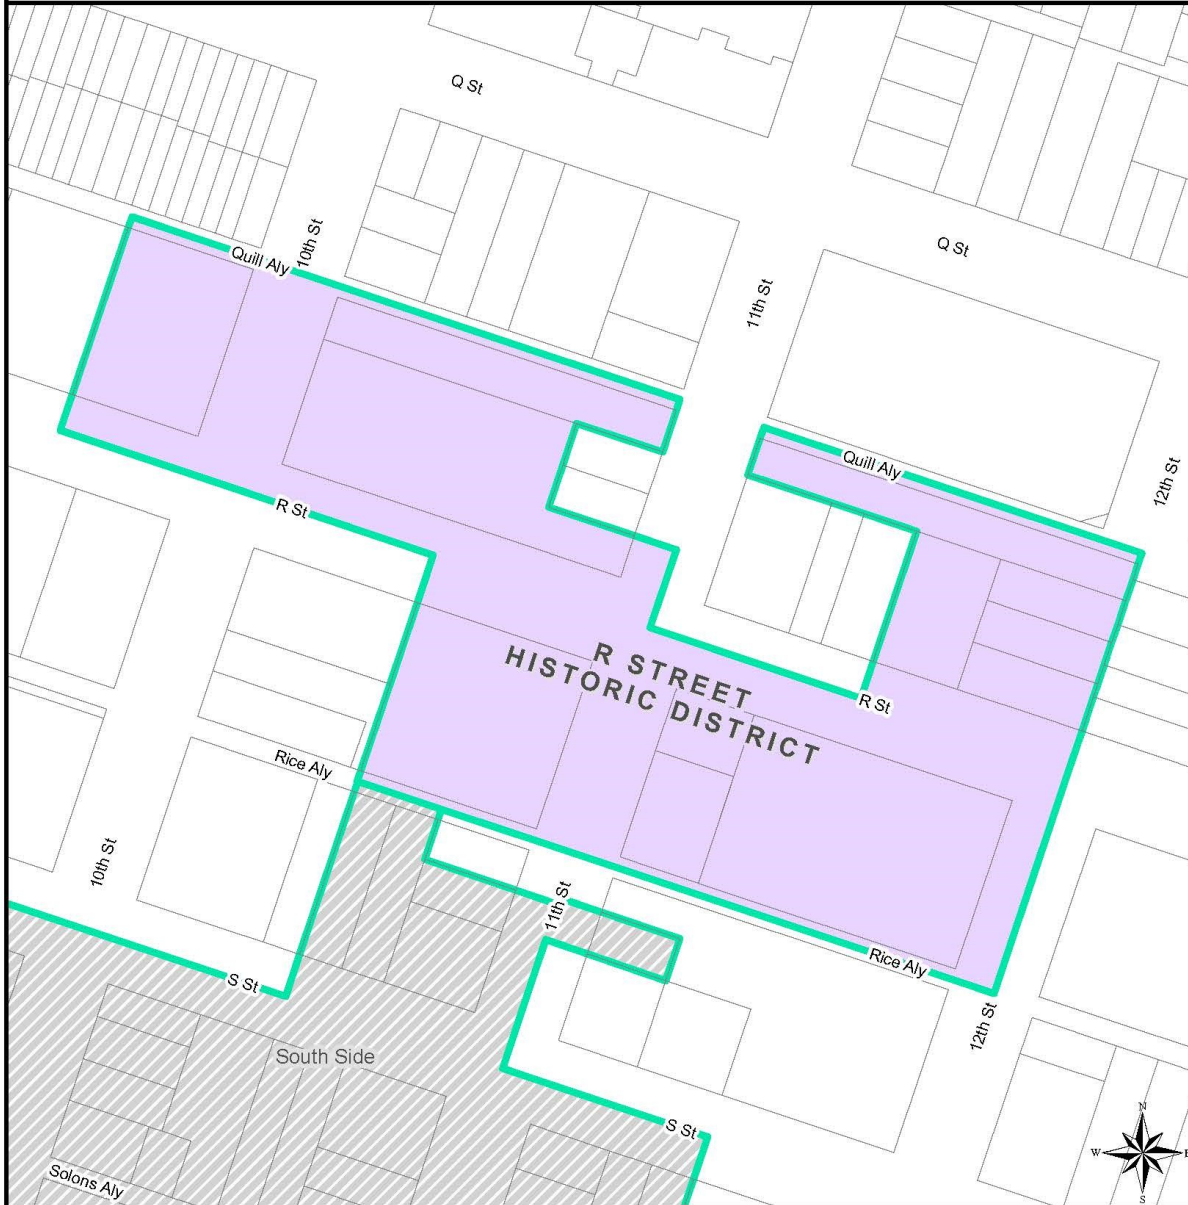 Q St
10th St
Quill Aly
Q St
11th St
Quill Aly
12th St
R St
R STREET
HISTORIC DISTRICT
R St
Rice Aly
10th St
11th St
Rice Aly
S St
12th St
South Side
S St
Solons Aly
N
W
E
S